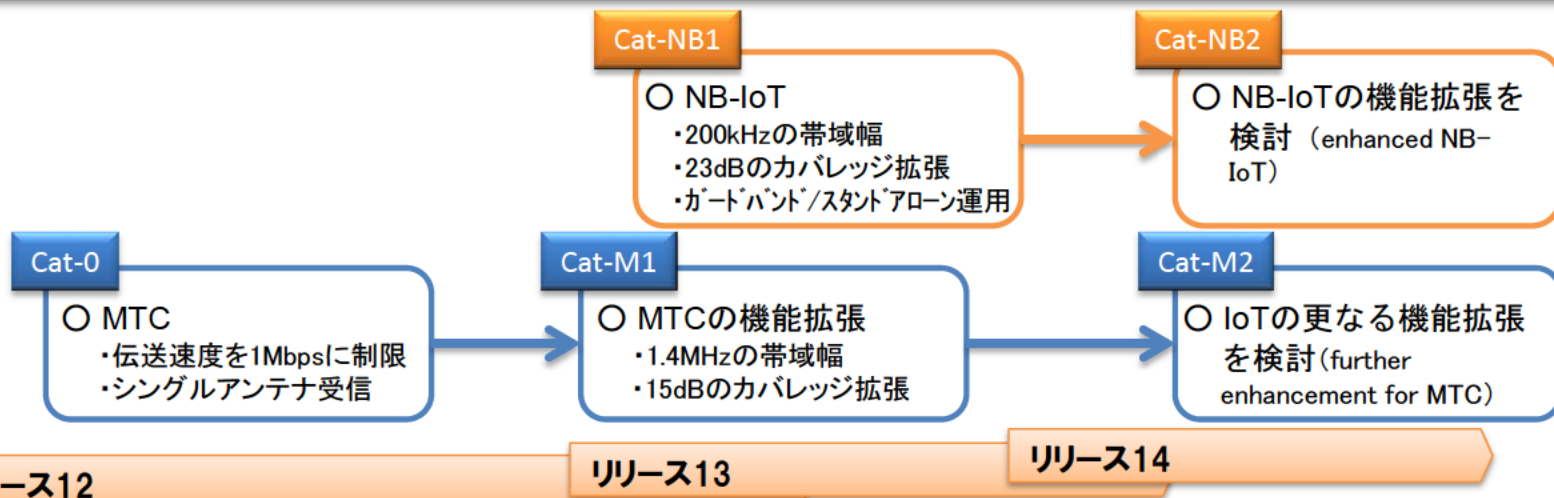 Cat-NB1
〇 NB-IoT
・200kHzの帯域幅
・23dBのカバレッジ拡張
・ガードバンド/スタンドアローン運用
Cat-NB2
〇 NB-IoTの機能拡張を
検討（enhanced NB-
IoT）
Cat-0
〇 MTC
・伝送速度を1Mbpsに制限
・シングルアンテナ受信
Cat-M1
〇 MTCの機能拡張
・1.4MHzの帯域幅
・15dBのカバレッジ拡張
Cat-M2
〇 IoTの更なる機能拡張
を検討（further
enhancement for MTC）
ース12
リリース13
リリース14